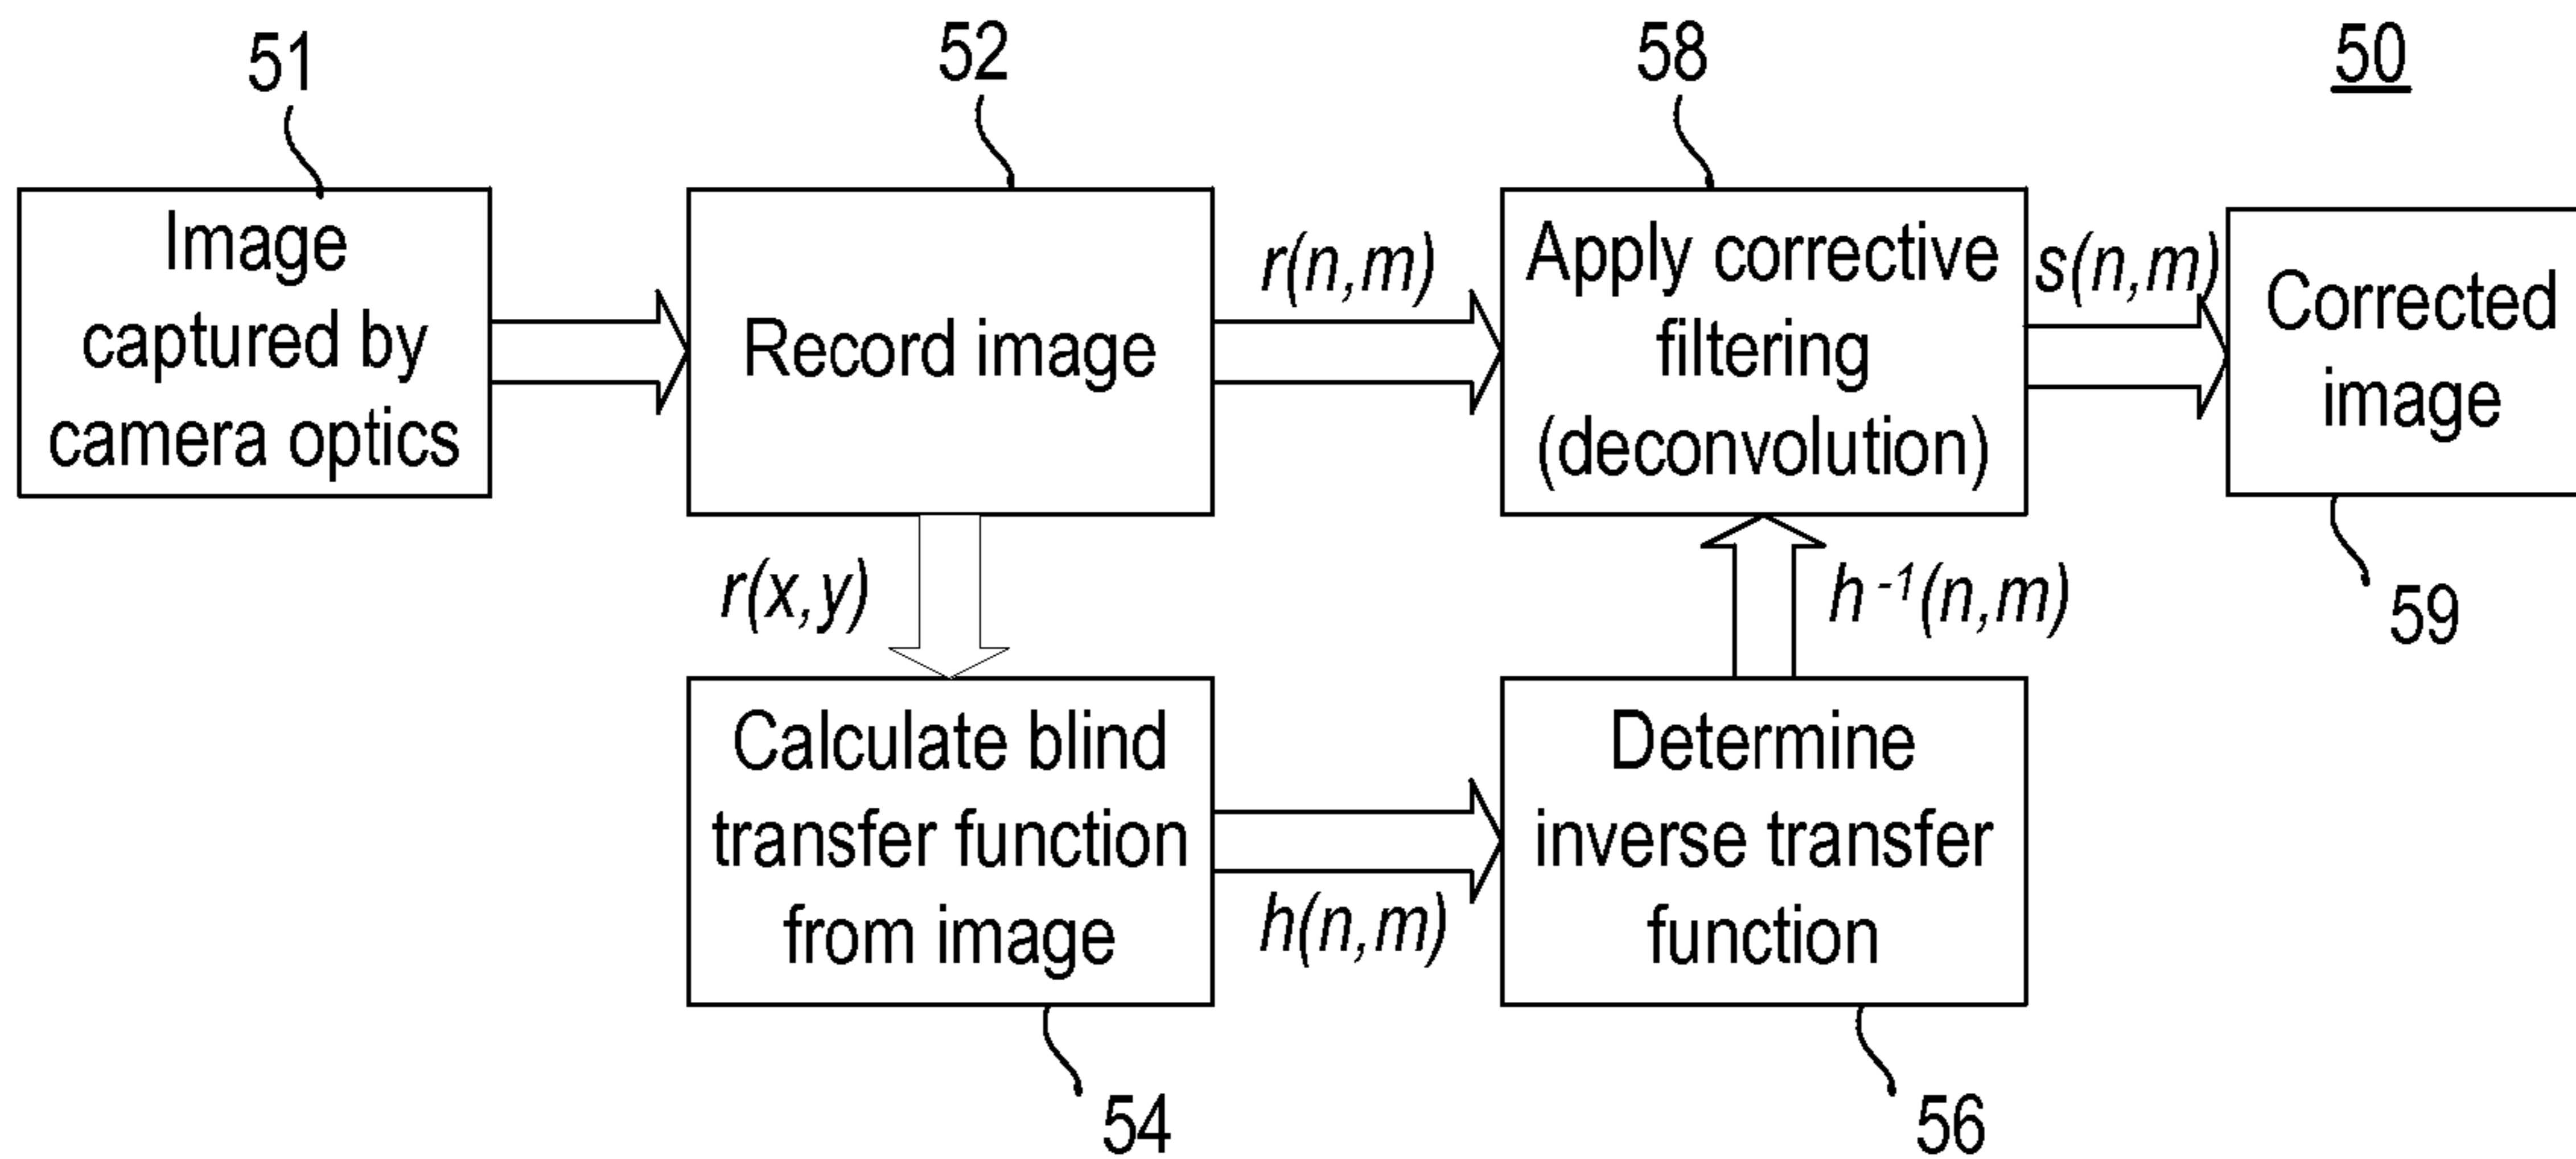 51
52
58
50
Image
captured by
camera optics
Record image
r(n,m)
Apply corrective
filtering
(deconvolution)
s(n,m)
Corrected
image
r(x,y)
h⁻¹(n,m)
59
Calculate blind
transfer function
from image
h(n,m)
Determine
inverse transfer
function
54
56